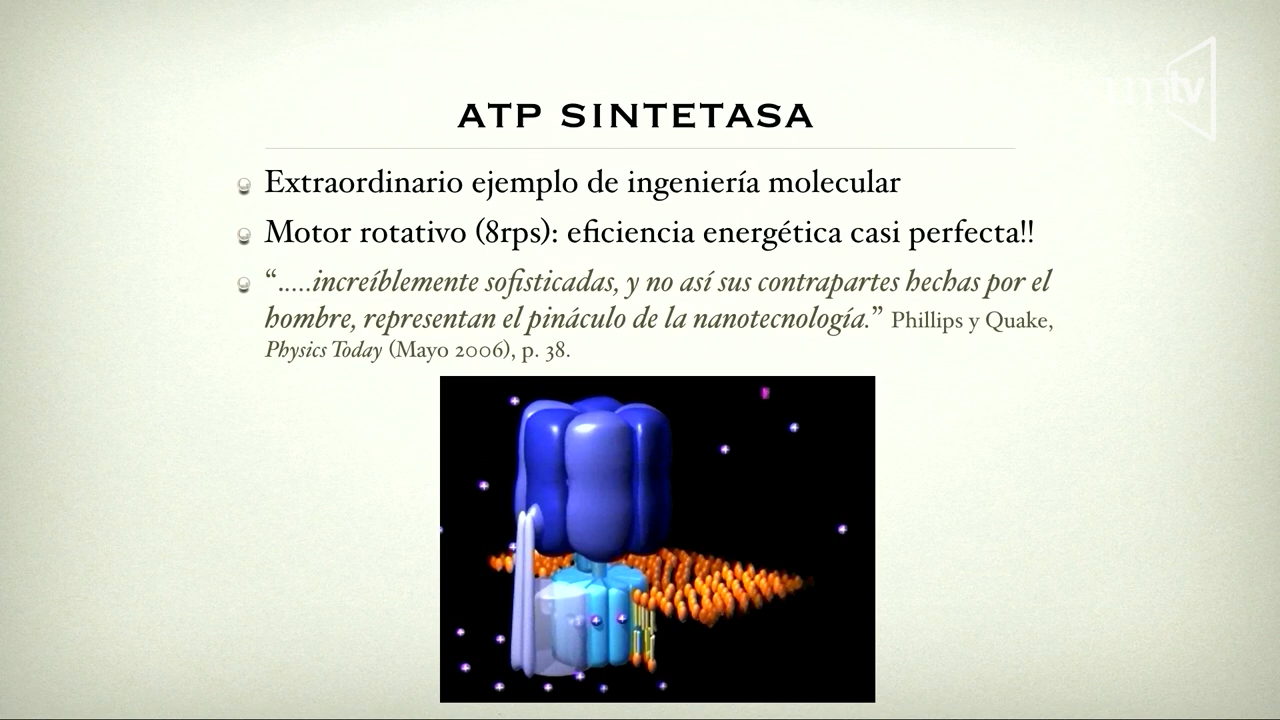 ATP SINTETASA
Extraordinario ejemplo de ingeniería molecular
Motor rotativo (8rps): eficiencia energética casi perfecta!!
“.....increíblemente sofisticadas, y no así sus contrapartes hechas por el
hombre, representan el pináculo de la nanotecnología.” Phillips y Quake,
Physics Today (Mayo 2006), p. 38.